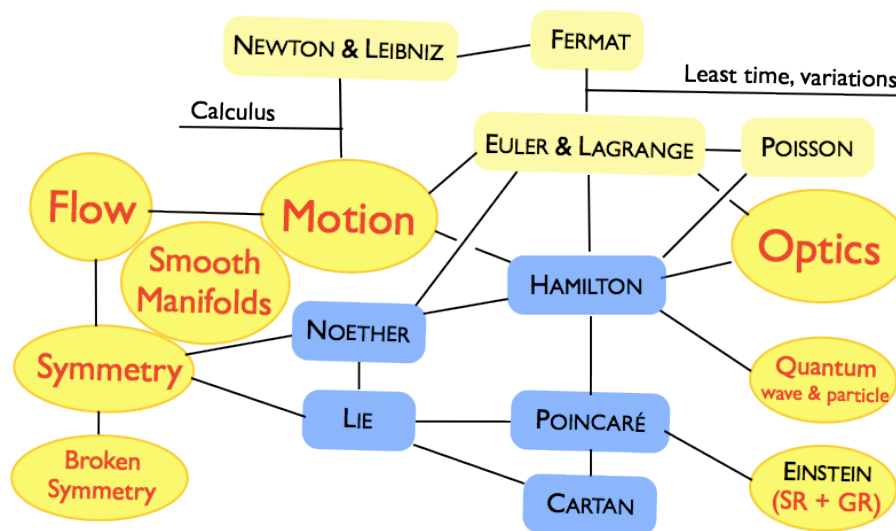 NEWTON & LEIBNIZ
FERMAT
Least time, variations
Calculus
EULER & LAGRANGE
POISSON
Flow
Motion
Optics
Smooth
Manifolds
HAMILTON
NOETHER
Symmetry
Quantum
wave & particle
LIE
POINCARÉ
Broken
Symmetry
EINSTEIN
(SR + GR)
CARTAN